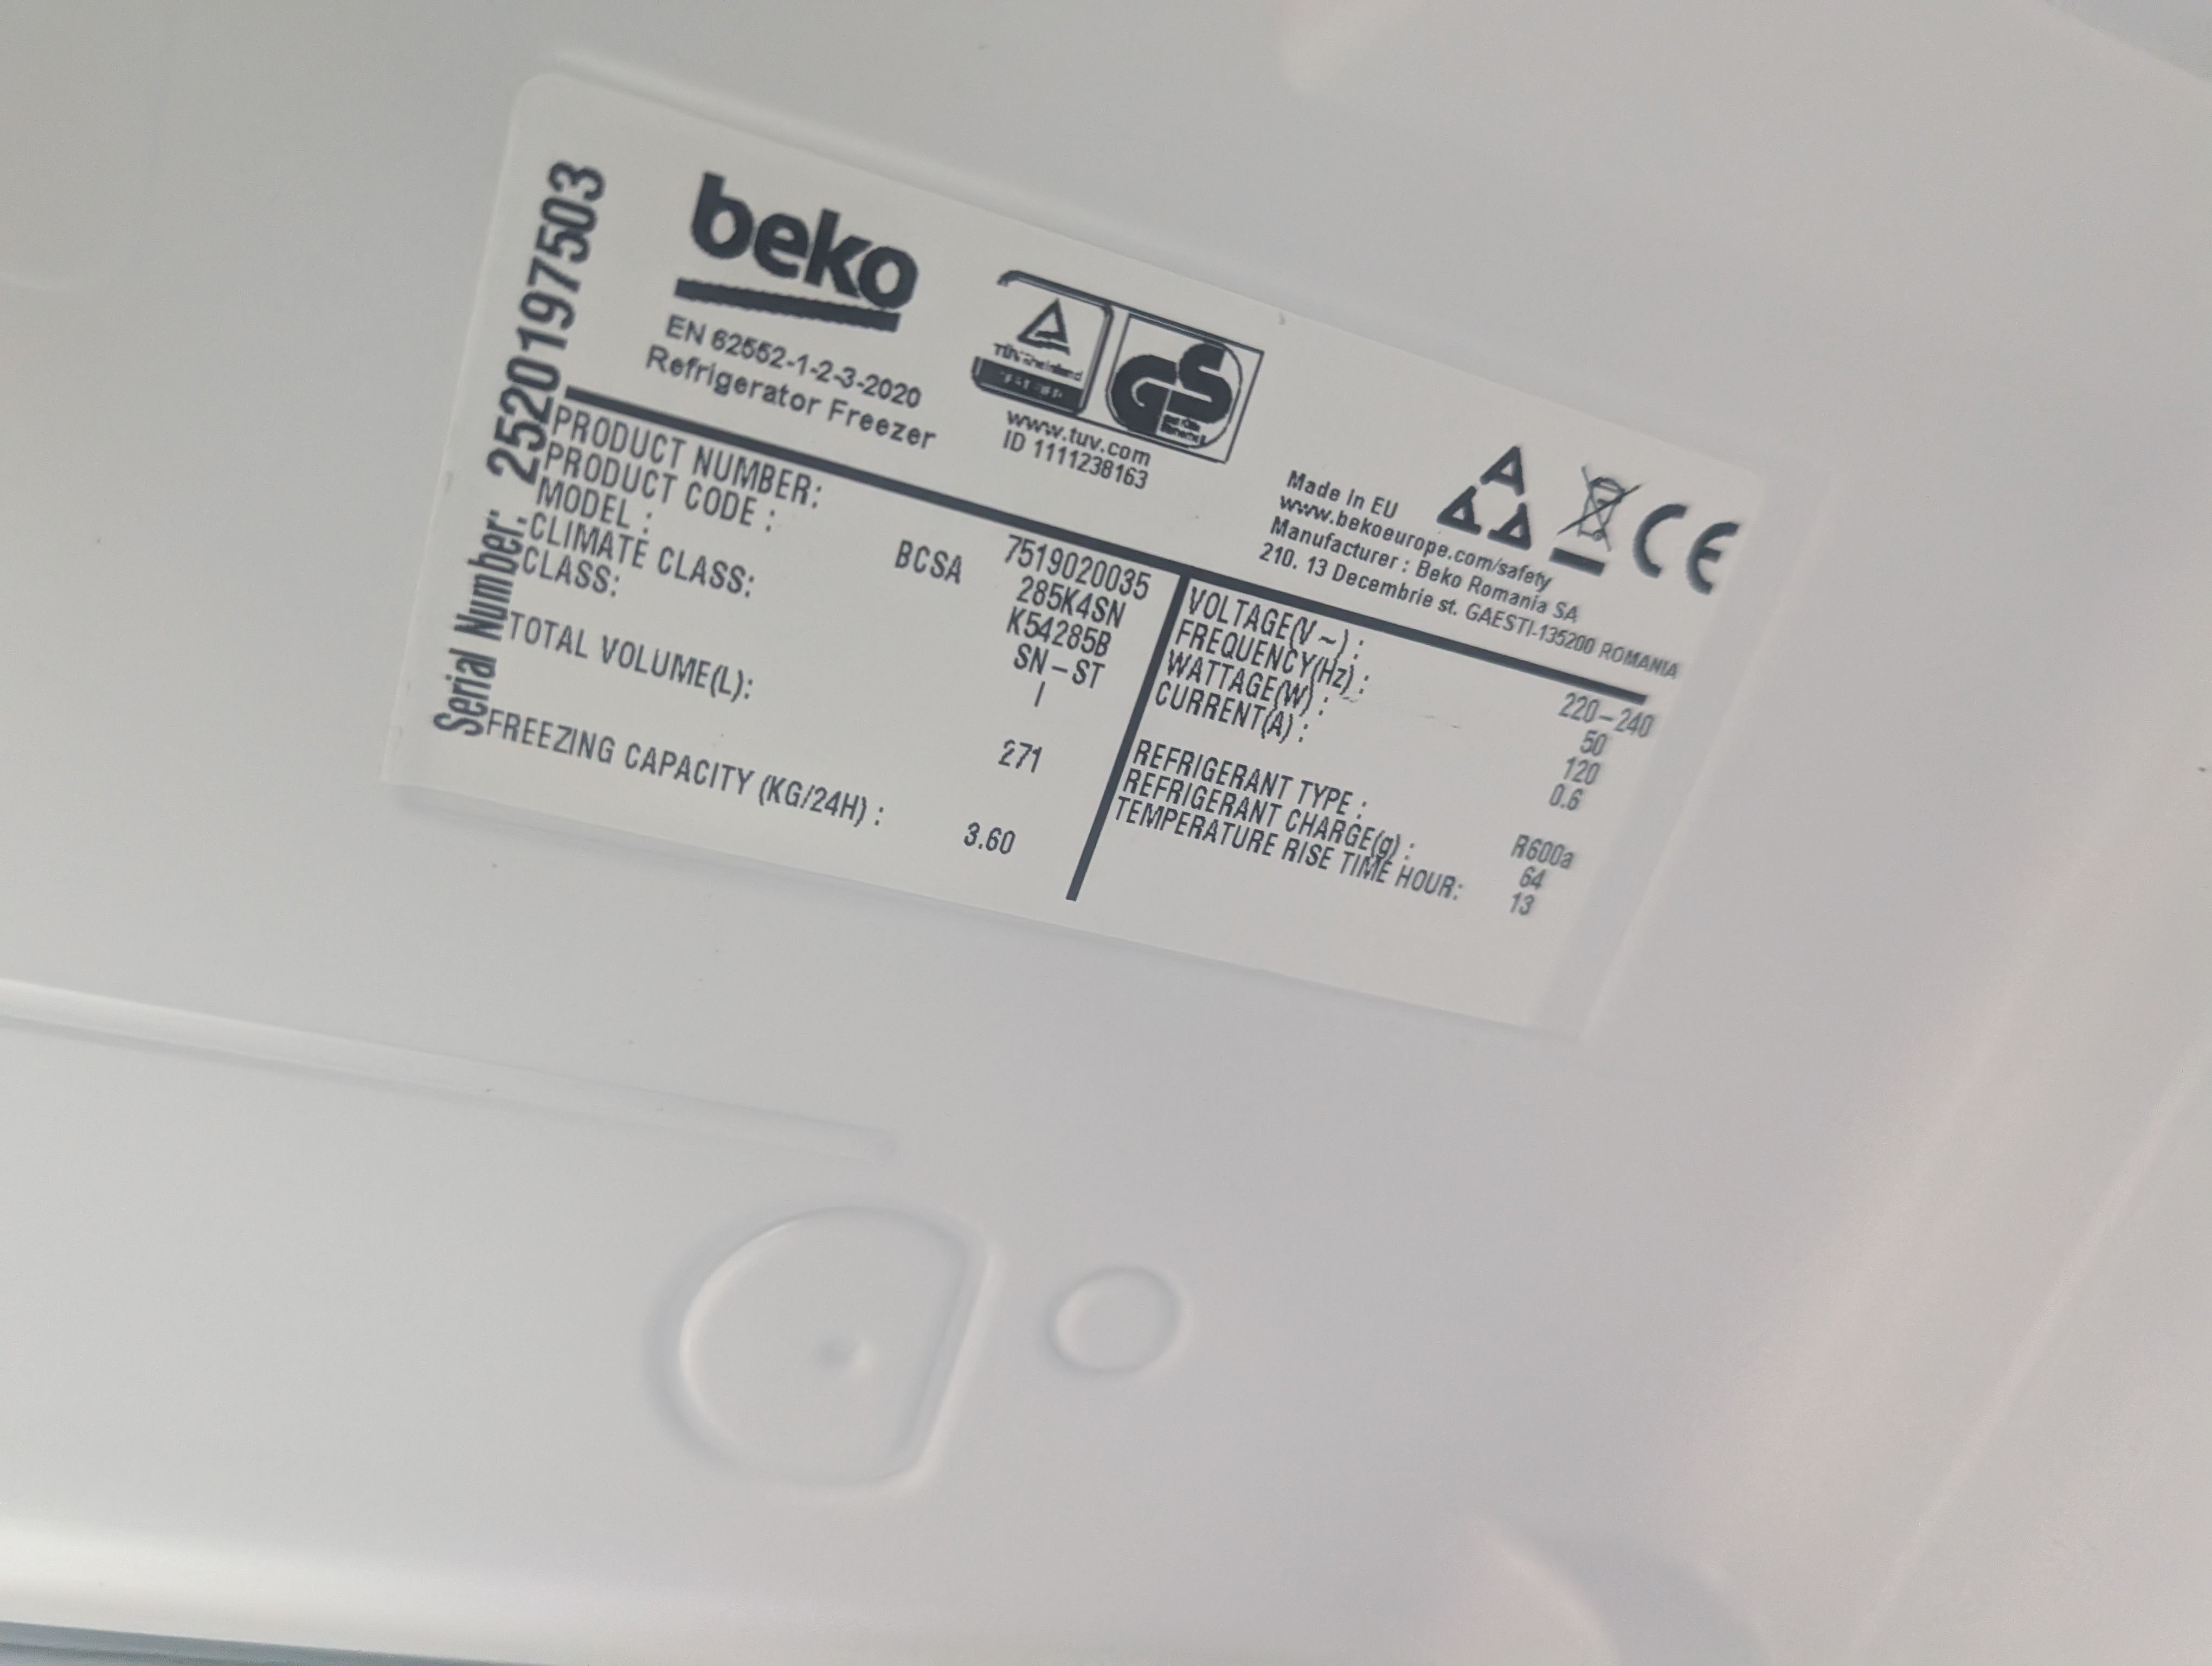 Serial Number: 2520197503
beko
EN 62552-1-2-3-2020
Refrigerator Freezer
TÜVRheinland
GS
www.tuv.com
ID 1111238163
Made in EU
www.bekoeurope.com/safety
Manufacturer : Beko Romania SA
210. 13 Decembrie st. GAESTI-135200 ROMANIA
CE
PRODUCT NUMBER: 7519020035
PRODUCT CODE : BCSA 285K4SN
MODEL : K54285B
CLIMATE CLASS: SN-ST
CLASS: I
TOTAL VOLUME(L): 271
FREEZING CAPACITY (KG/24H) : 3.60
VOLTAGE(V ~) : 220-240
FREQUENCY(Hz) : 50
WATTAGE(W) : 120
CURRENT(A) : 0.6
REFRIGERANT TYPE : R600a
REFRIGERANT CHARGE(g) : 64
TEMPERATURE RISE TIME HOUR: 13